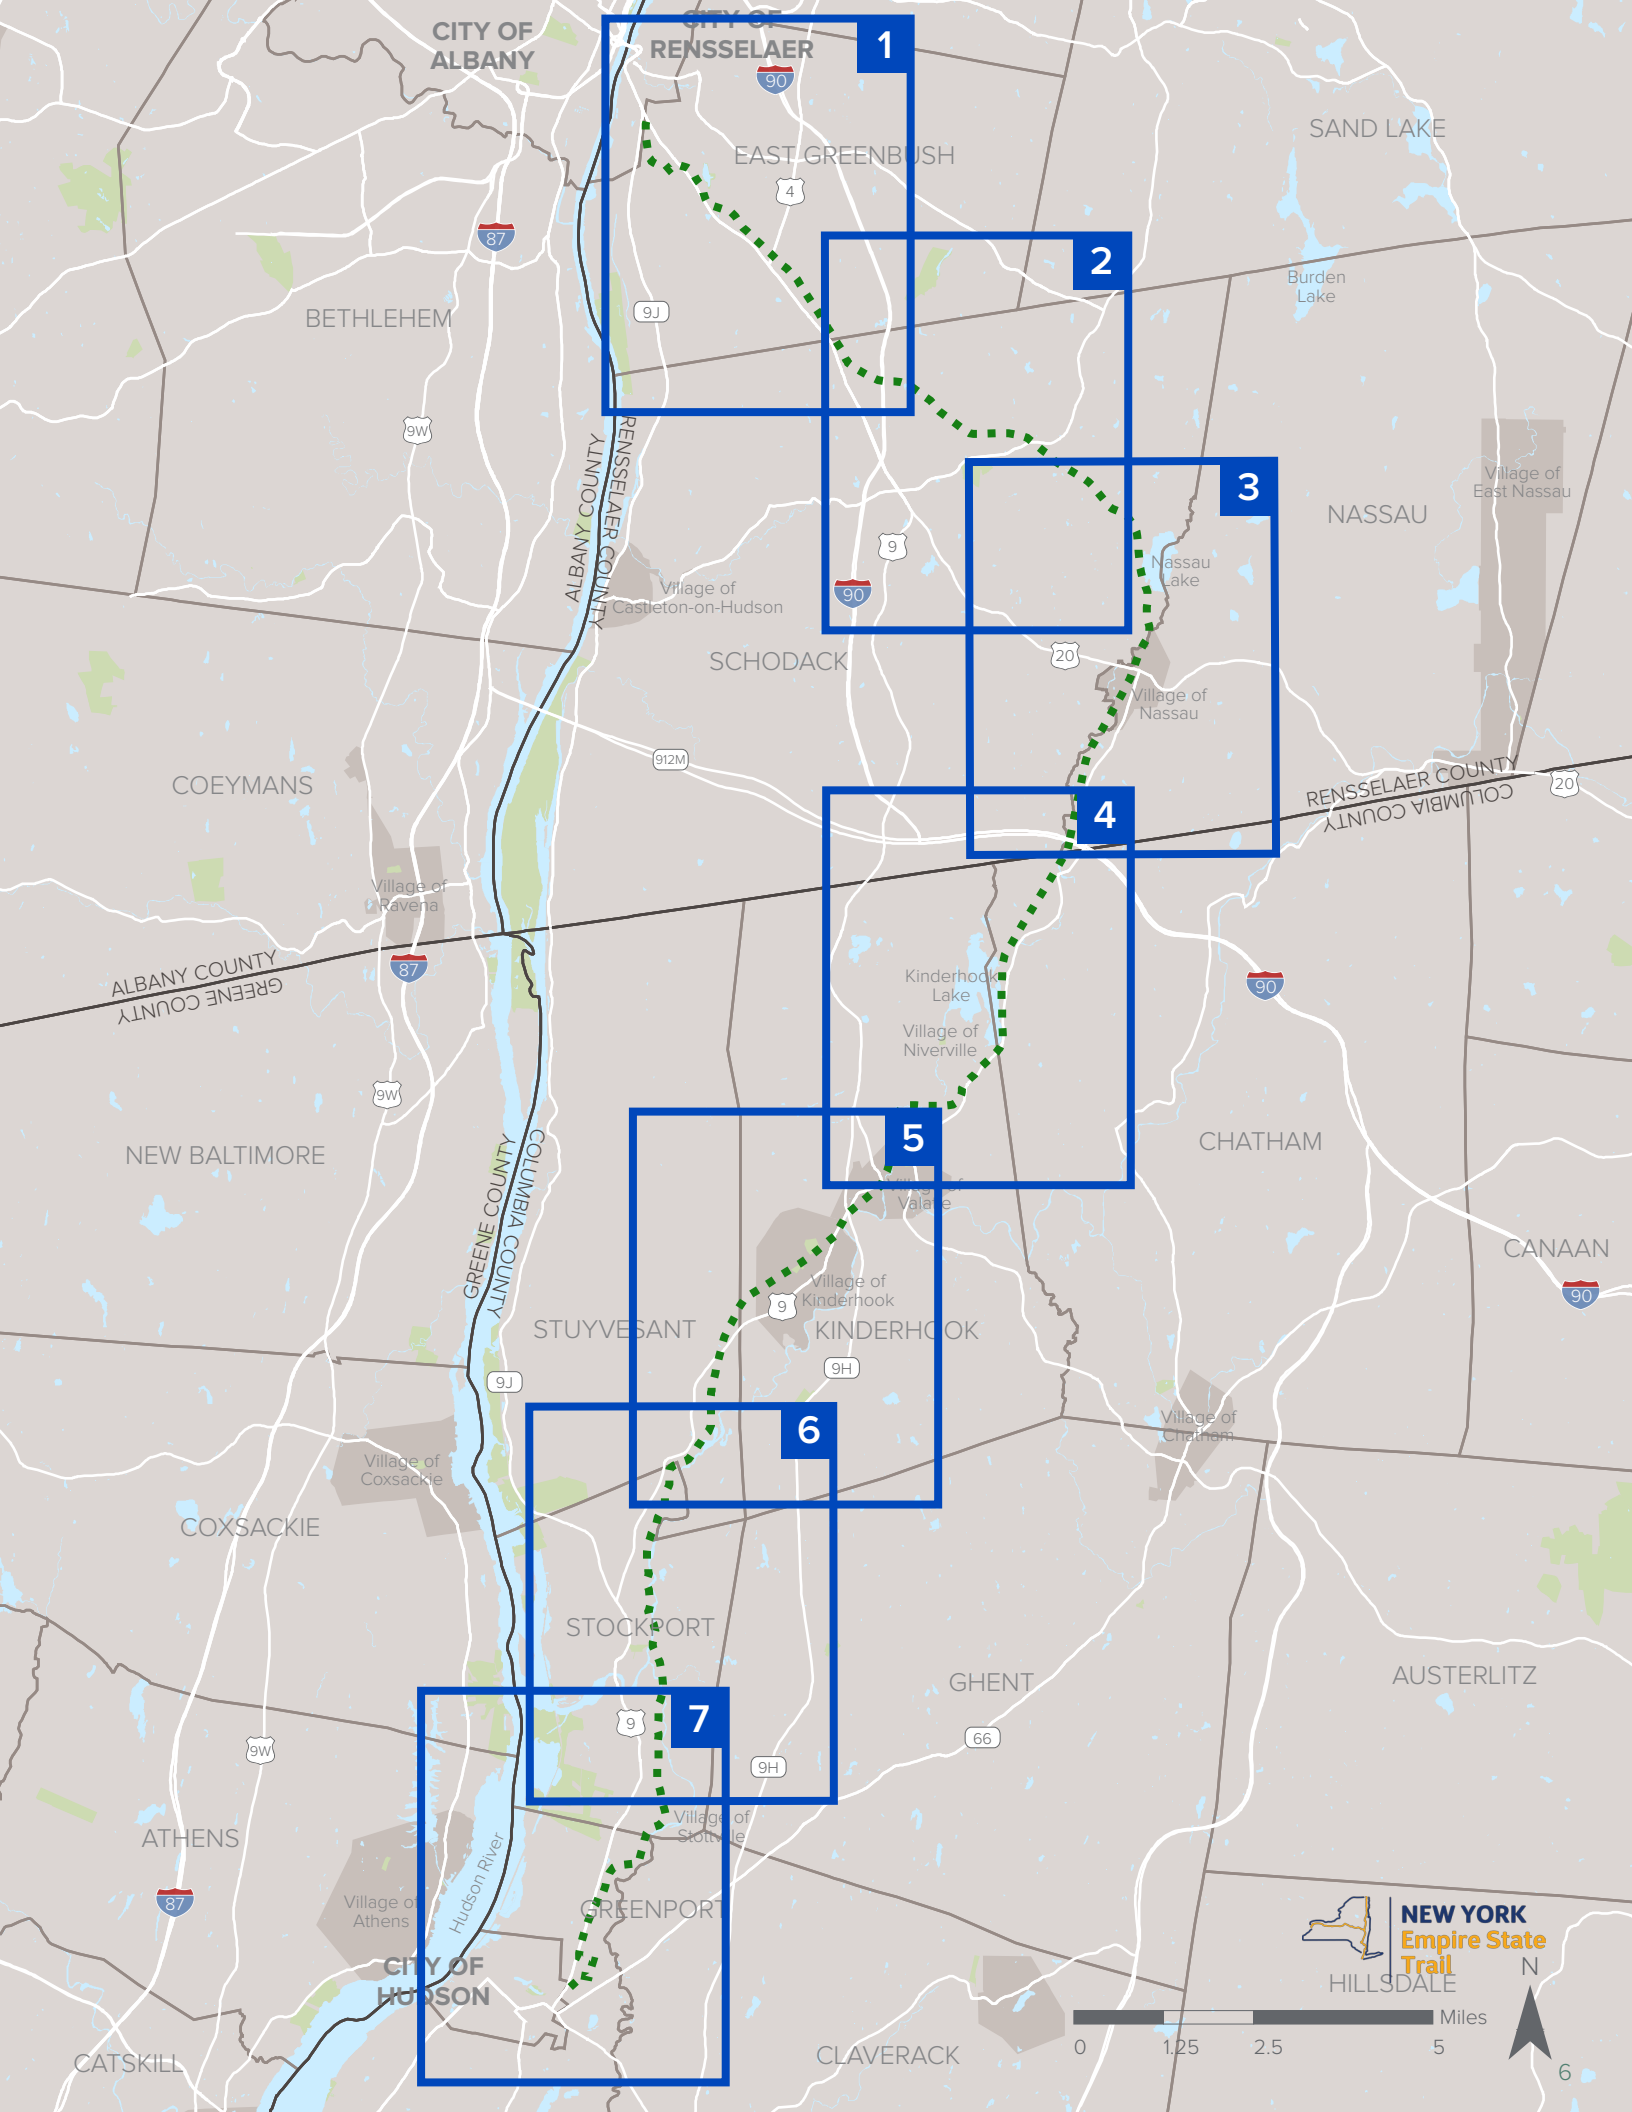 CITY OF
ALBANY
CITY OF
RENSSELAER
1
90
SAND LAKE
EAST GREENBUSH
4
87
2
Burden
Lake
9J
BETHLEHEM
9W
RENSSELAER COUNTY
ALBANY COUNTY
3
Village of
East Nassau
NASSAU
9
Nassau
Lake
90
Village of
Castleton-on-Hudson
SCHODACK
20
Village of
Nassau
912M
COEYMANS
RENSSELAER COUNTY
COLUMBIA COUNTY
20
4
Village of
Ravena
ALBANY COUNTY
GREENE COUNTY
87
Kinderhook
Lake
90
Village of
Niverville
9W
5
NEW BALTIMORE
CHATHAM
GREENE COUNTY
COLUMBIA COUNTY
Village of
Valatie
CANAAN
90
Village of
Kinderhook
9
STUYVESANT
KINDERHOOK
9H
9J
6
Village of
Chatham
Village of
Coxsackie
COXSACKIE
STOCKPORT
GHENT
AUSTERLITZ
7
9
66
9W
9H
Village of
Stottville
ATHENS
Hudson River
87
Village of
Athens
GREENPORT
NEW YORK
Empire State
Trail
CITY OF
HUDSON
N
HILLSDALE
Miles
0 1.25 2.5 5
CATSKILL
CLAVERACK
6